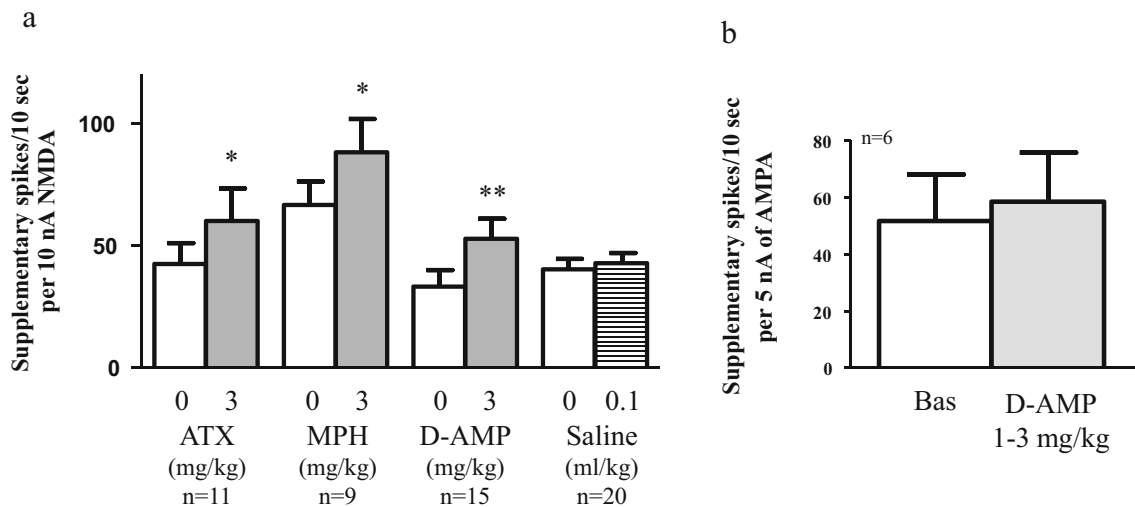 a
Supplementary spikes/10 sec
per 10 nA NMDA
100
50
0
*
*
**
0 3 0 3 0 3 0 0.1
ATX MPH D-AMP Saline
(mg/kg) (mg/kg) (mg/kg) (ml/kg)
n=11 n=9 n=15 n=20
b
Supplementary spikes/10 sec
per 5 nA of AMPA
80
60
40
20
0
n=6
Bas D-AMP
1-3 mg/kg